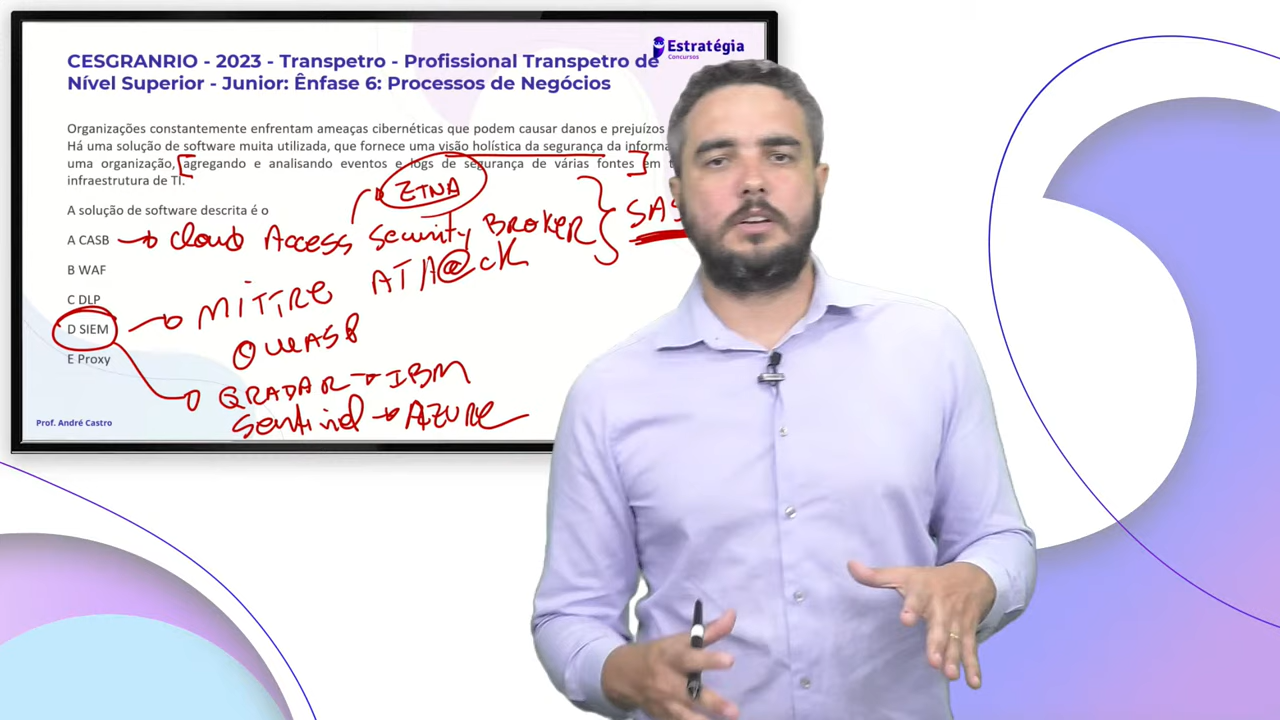 CESGRANRIO - 2023 - Transpetro - Profissional Transpetro de
Nível Superior - Junior: Ênfase 6: Processos de Negócios
Estratégia
Concursos
Organizações constantemente enfrentam ameaças cibernéticas que podem causar danos e prejuízos
Há uma solução de software muita utilizada, que fornece uma visão holística da segurança da informa
uma organização, agregando e analisando eventos e logs de segurança de várias fontes em t
infraestrutura de TI.
ZTNA
A solução de software descrita é o
A CASB
Cloud Access Security Broker
SAS
B WAF
MITTRE ATT@CK
C DLP
D SIEM
E Proxy
QRADAR → IBM
Sentinel → AZURE
Prof. André Castro